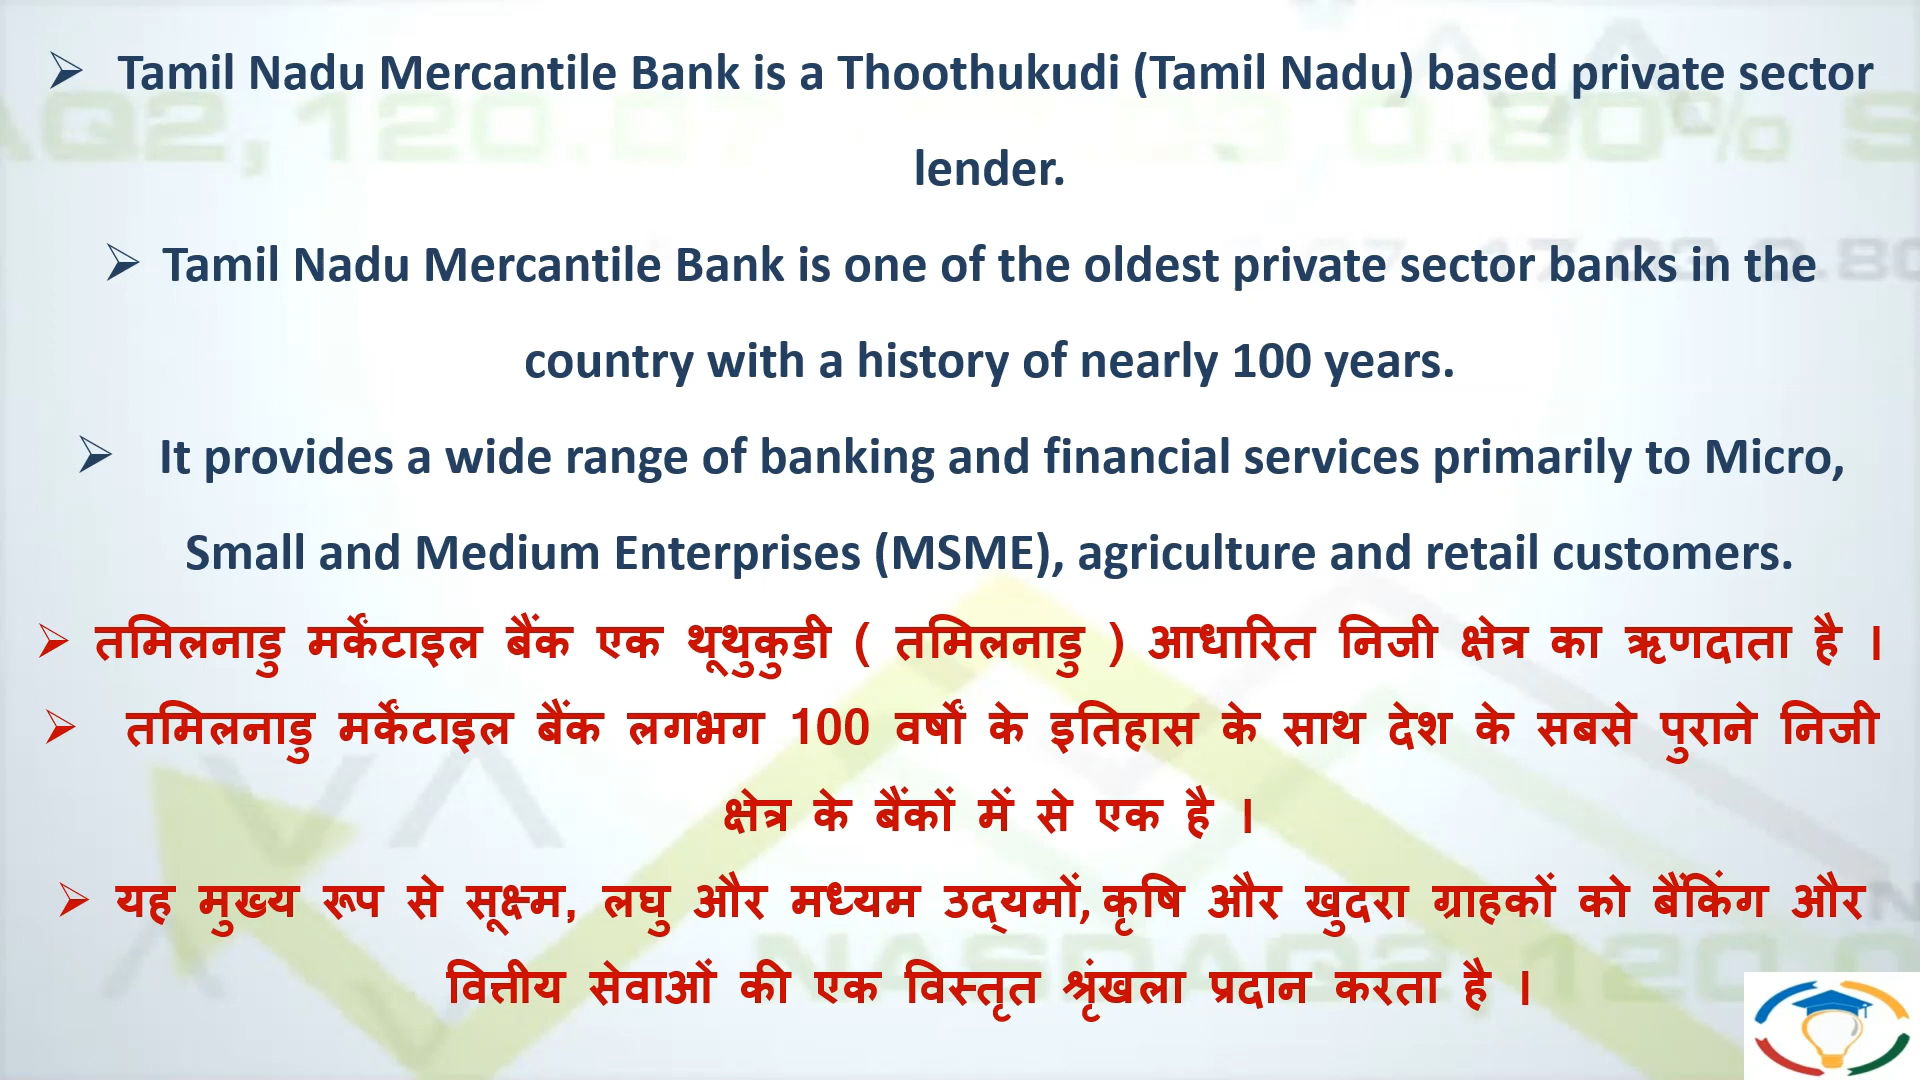 ➢ Tamil Nadu Mercantile Bank is a Thoothukudi (Tamil Nadu) based private sector
lender.
➢ Tamil Nadu Mercantile Bank is one of the oldest private sector banks in the
country with a history of nearly 100 years.
➢ It provides a wide range of banking and financial services primarily to Micro,
Small and Medium Enterprises (MSME), agriculture and retail customers.
➢ तमिलनाडु मर्केंटाइल बैंक एक थूथुकुडी ( तमिलनाडु ) आधारित निजी क्षेत्र का ऋणदाता है ।
➢ तमिलनाडु मर्केंटाइल बैंक लगभग 100 वर्षों के इतिहास के साथ देश के सबसे पुराने निजी
क्षेत्र के बैंकों में से एक है ।
➢ यह मुख्य रूप से सूक्ष्म, लघु और मध्यम उद्यमों, कृषि और खुदरा ग्राहकों को बैंकिंग और
वित्तीय सेवाओं की एक विस्तृत श्रृंखला प्रदान करता है ।